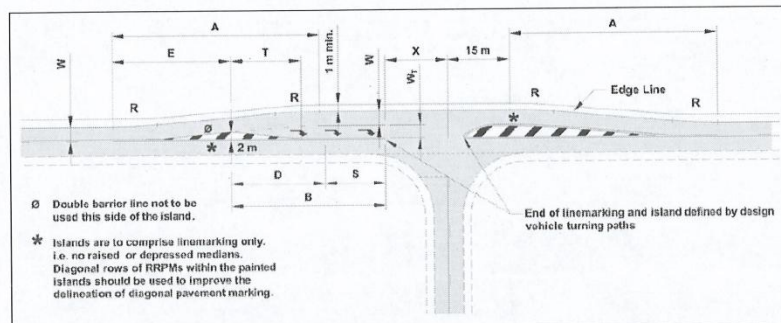 A
A
E
T
1 m min.
W
X
15 m
W
W_T
R
R
R
R
Edge Line
Ø
*
*
2 m
D
S
B
Ø Double barrier line not to be
used this side of the island.
* Islands are to comprise linemarking only.
i.e. no raised or depressed medians.
Diagonal rows of RRPMs within the painted
islands should be used to improve the
delineation of diagonal pavement marking.
End of linemarking and island defined by design
vehicle turning paths